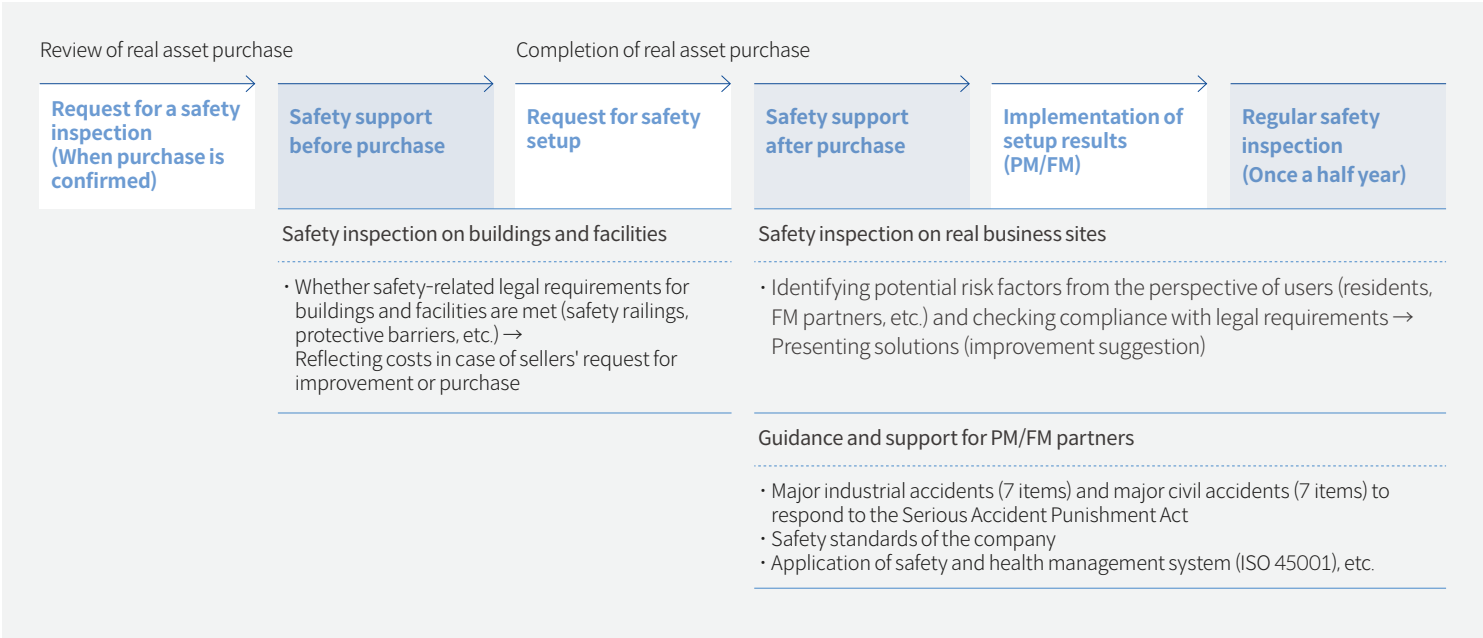 Review of real asset purchase
Completion of real asset purchase
Request for a safety
inspection
(When purchase is
confirmed)
Safety support
before purchase
Request for safety
setup
Safety support
after purchase
Implementation of
setup results
(PM/FM)
Regular safety
inspection
(Once a half year)
Safety inspection on buildings and facilities
· Whether safety-related legal requirements for
buildings and facilities are met (safety railings,
protective barriers, etc.) →
Reflecting costs in case of sellers' request for
improvement or purchase
Safety inspection on real business sites
· Identifying potential risk factors from the perspective of users (residents,
FM partners, etc.) and checking compliance with legal requirements →
Presenting solutions (improvement suggestion)
Guidance and support for PM/FM partners
· Major industrial accidents (7 items) and major civil accidents (7 items) to
respond to the Serious Accident Punishment Act
· Safety standards of the company
· Application of safety and health management system (ISO 45001), etc.